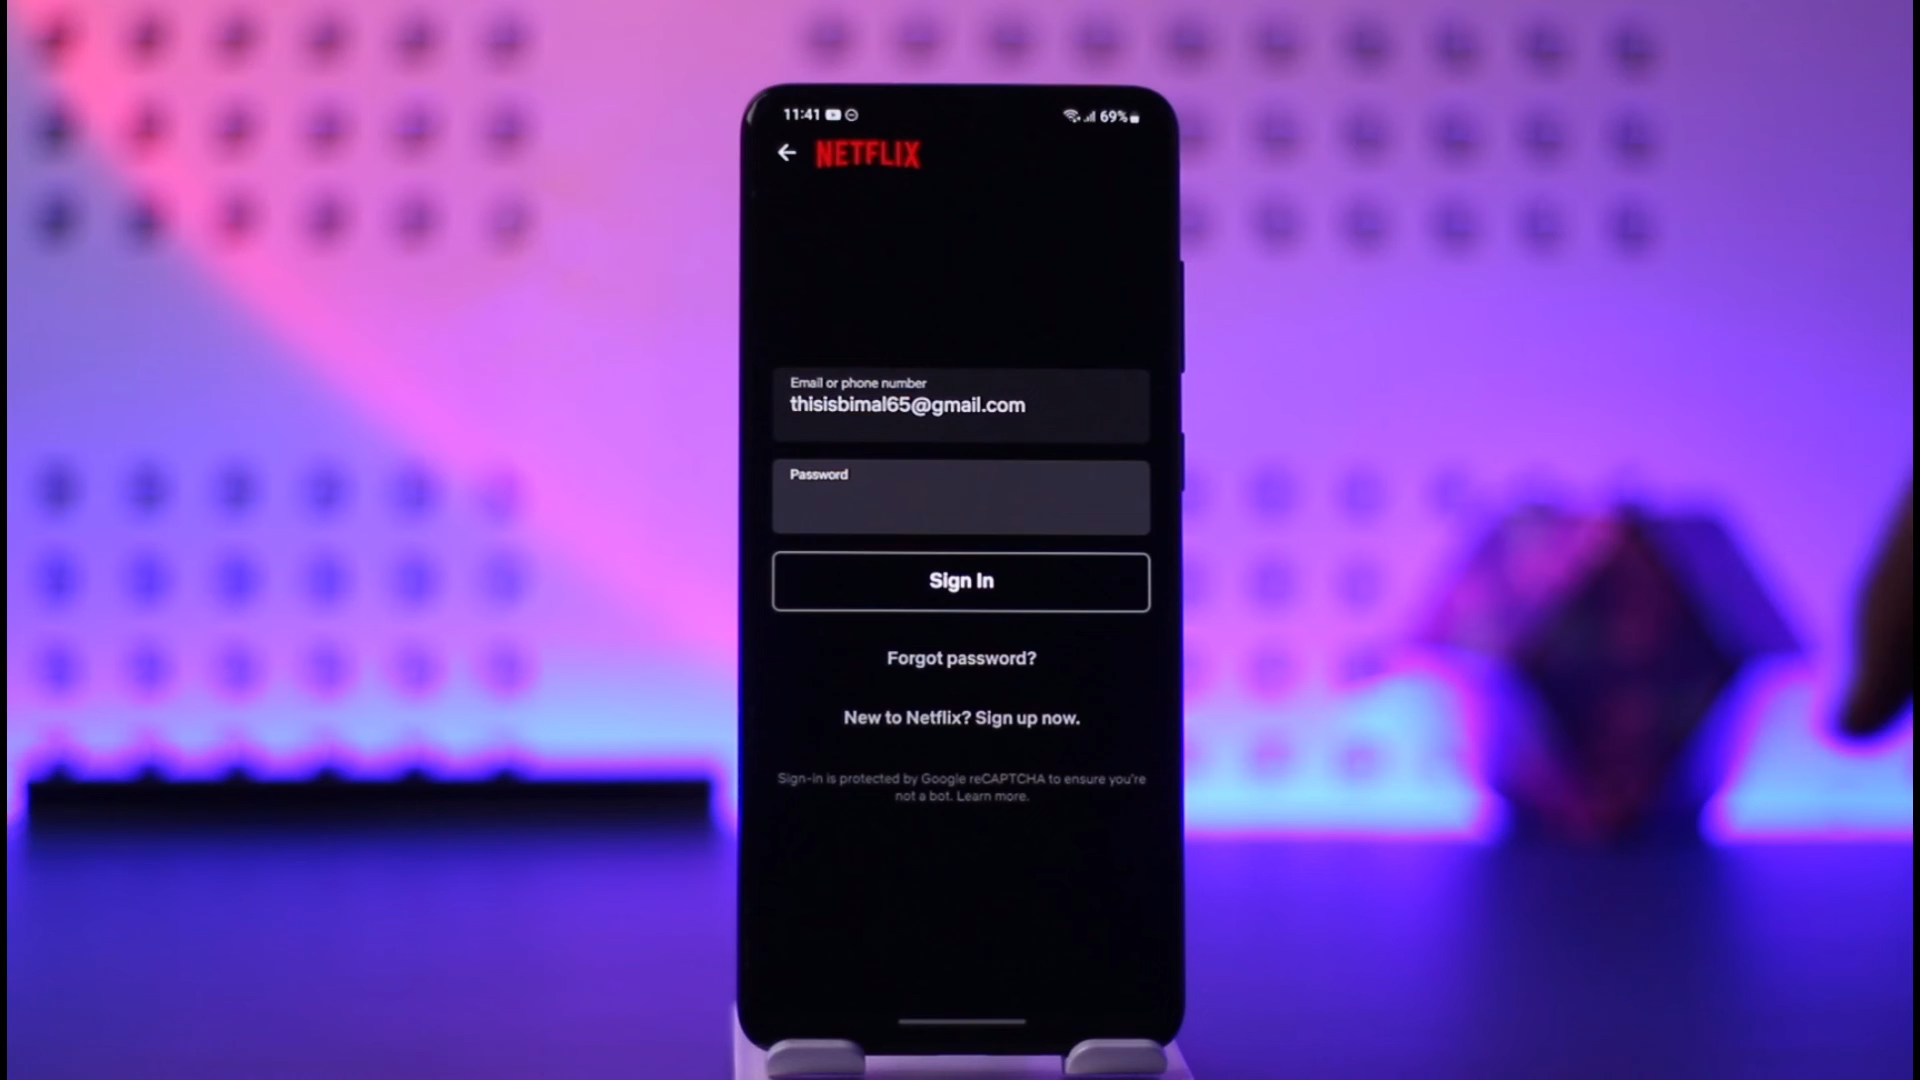 11:41
69%
NETFLIX
Email or phone number
thisisbimal65@gmail.com
Password
Sign In
Forgot password?
New to Netflix? Sign up now.
Sign-in is protected by Google reCAPTCHA to ensure you're
not a bot. Learn more.